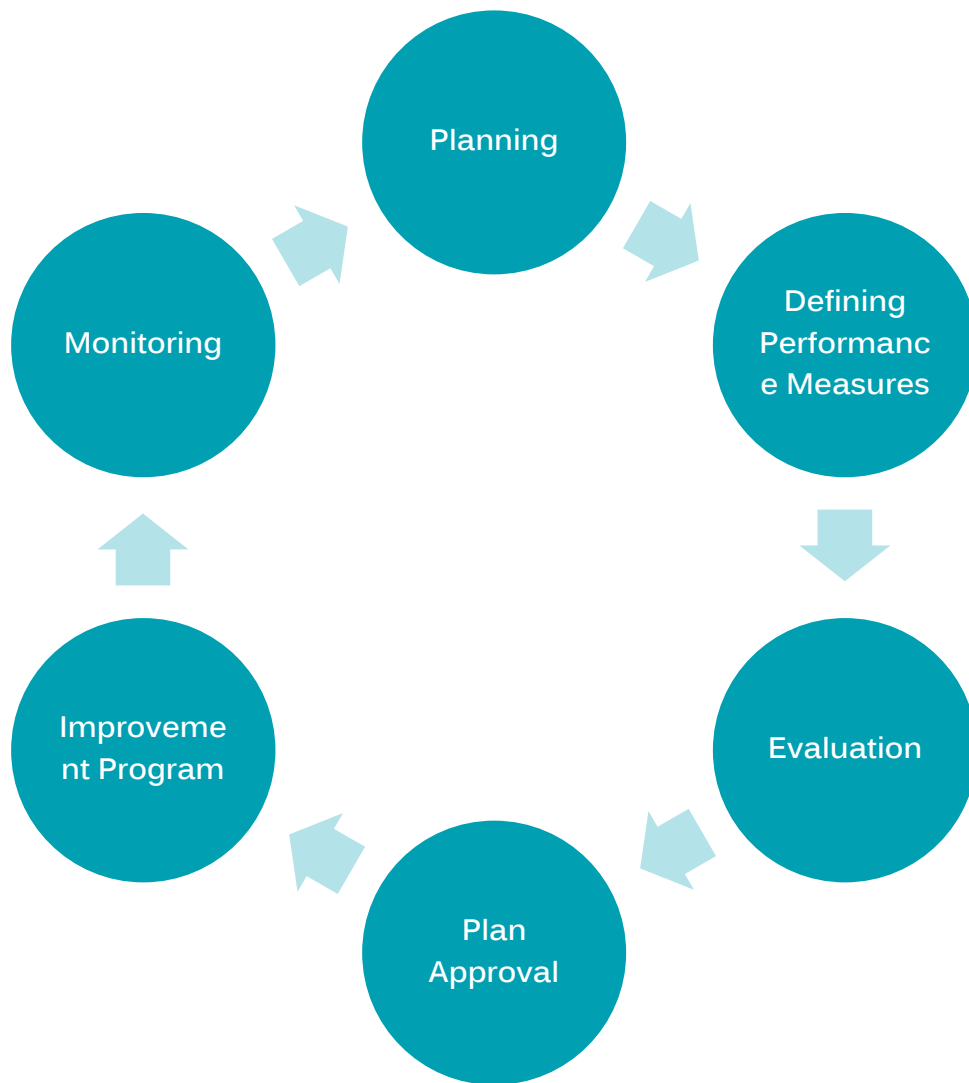 Planning
Defining
Performanc
e Measures
Evaluation
Plan
Approval
Improveme
nt Program
Monitoring